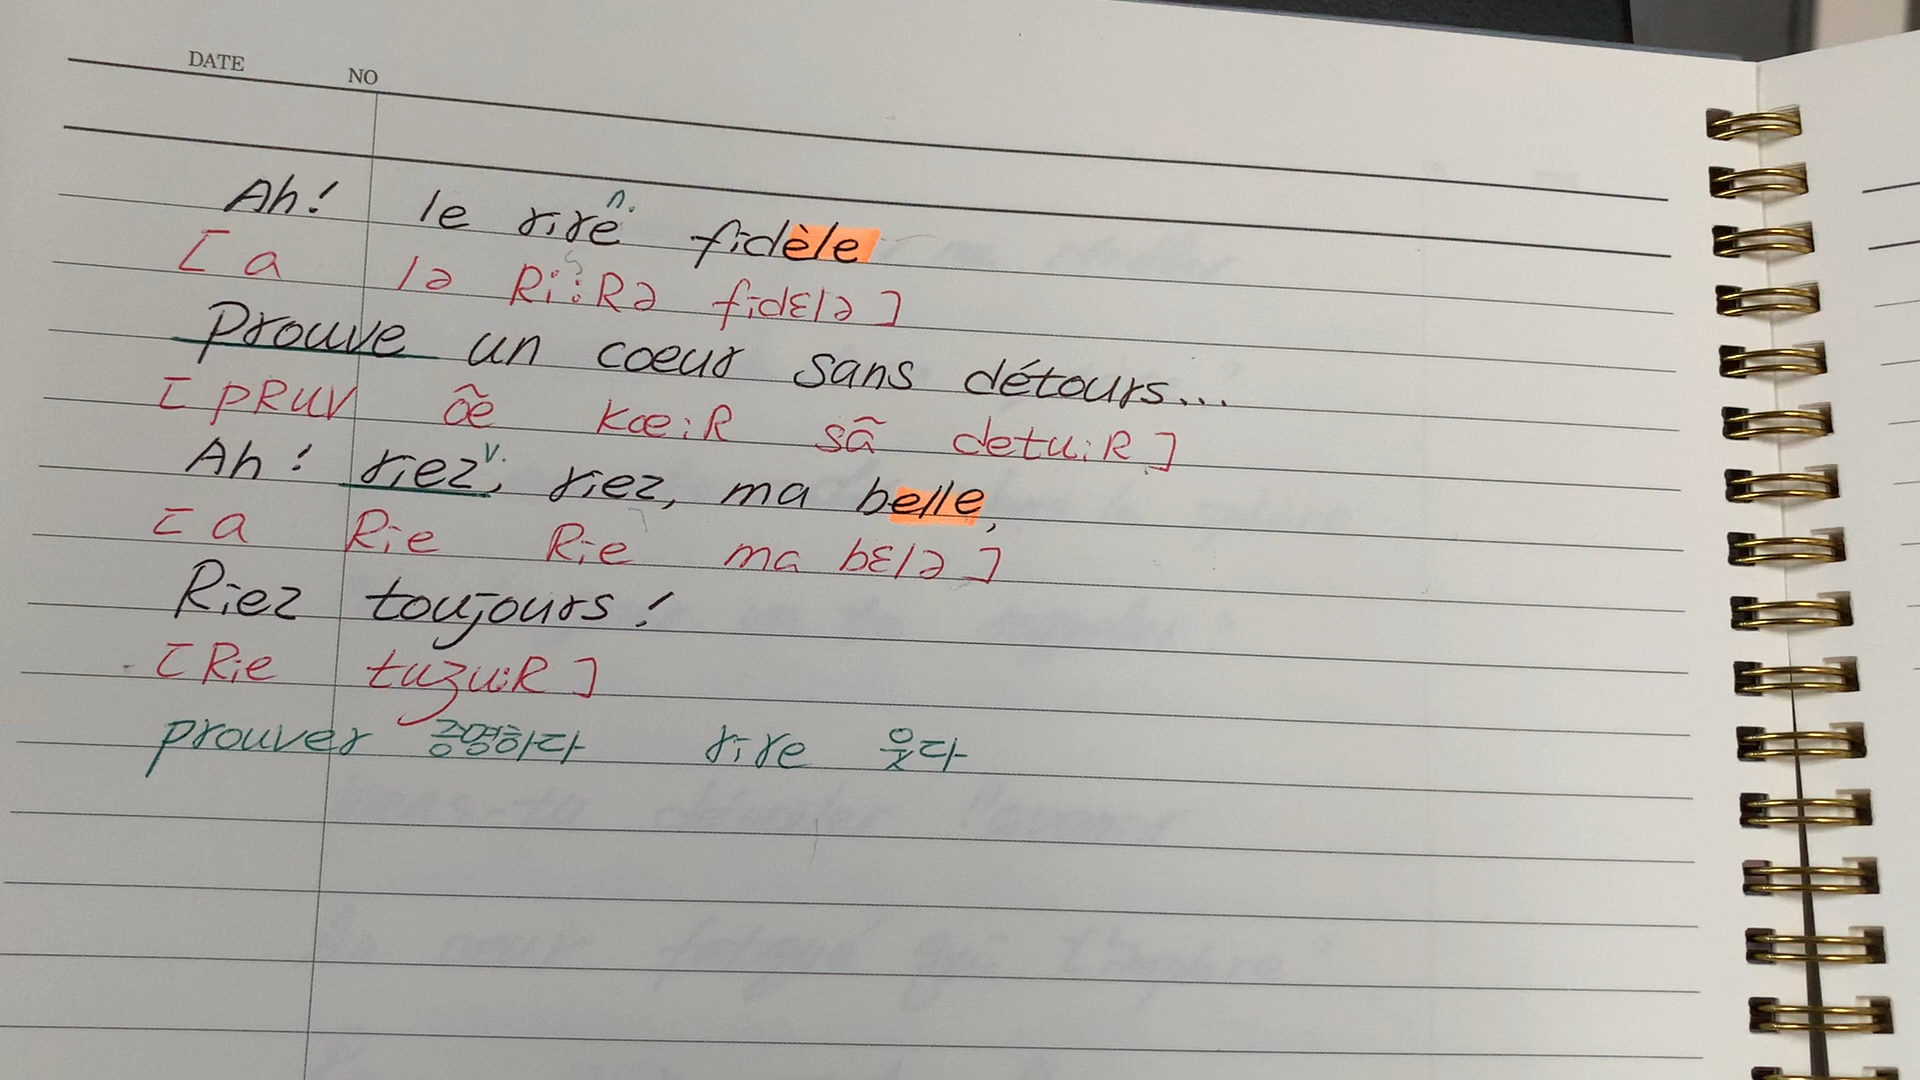 DATE NO
Ah! le rire n. fidèle
[a lə Ri:Rə fidɛlə]
Prouve un coeur sans détours...
[pRuv œ̃ kœ:R sɑ̃ detu:R]
Ah! riez v., riez, ma belle,
[a Rie Rie ma bɛlə]
Riez toujours!
[Rie tuʒu:R]
prouver 증명하다 rire 웃다